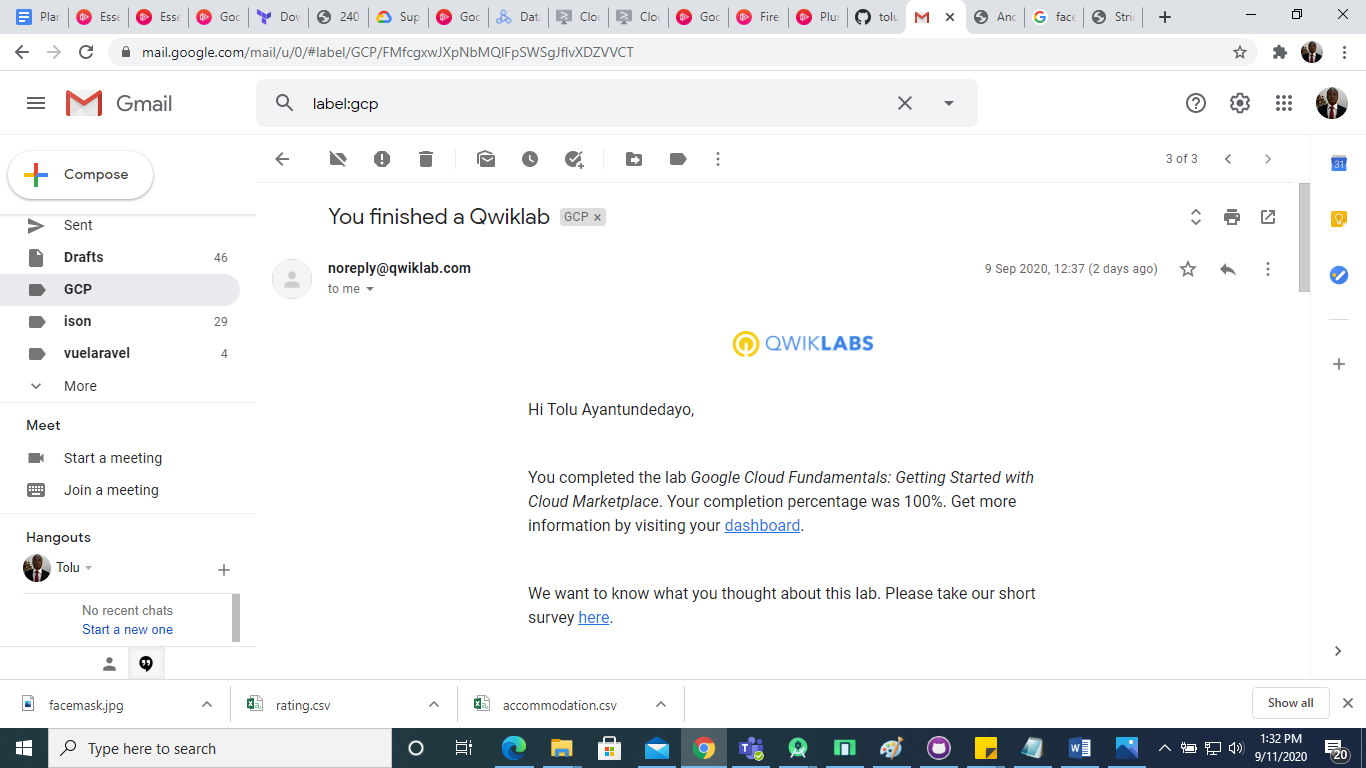 Plan
Esse
Esse
Goc
Dov
240
Sup
Goc
Data
Clou
Clou
Goc
Fire
Plur
tolu
Anc
face
Stri
mail.google.com/mail/u/0/#label/GCP/FMfcgxwJXpNbMQlFpSWSgJflvXDZVVCT
Gmail
label:gcp
Compose
3 of 3
31
Sent
Drafts 46
GCP
ison 29
vuelaravel 4
More
Meet
Start a meeting
Join a meeting
Hangouts
Tolu
No recent chats
Start a new one
You finished a Qwiklab GCP ×
noreply@qwiklab.com
9 Sep 2020, 12:37 (2 days ago)
to me
QWIKLABS
Hi Tolu Ayantundedayo,
You completed the lab Google Cloud Fundamentals: Getting Started with
Cloud Marketplace. Your completion percentage was 100%. Get more
information by visiting your dashboard.
We want to know what you thought about this lab. Please take our short
survey here.
facemask.jpg
rating.csv
accommodation.csv
Show all
Type here to search
1:32 PM
9/11/2020
20